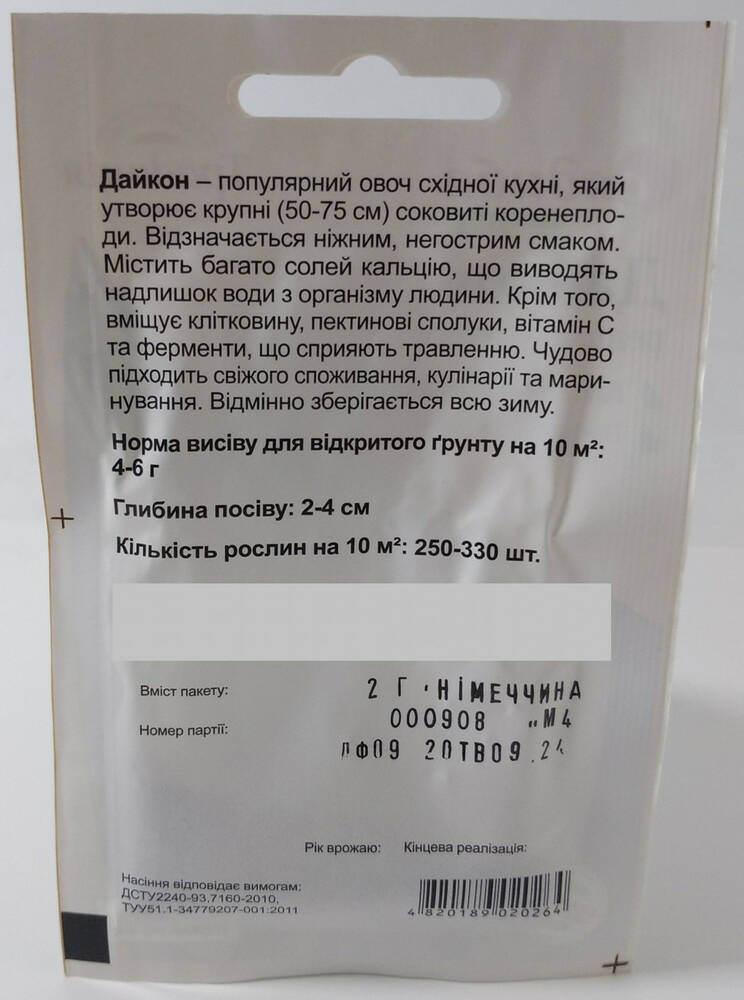 Дайкон – популярний овоч східної кухні, який
утворює крупні (50-75 см) соковиті коренепло-
ди. Відзначається ніжним, негострим смаком.
Містить багато солей кальцію, що виводять
надлишок води з організму людини. Крім того,
вміщує клітковину, пектинові сполуки, вітамін С
та ферменти, що сприяють травленню. Чудово
підходить свіжого споживання, кулінарії та мари-
нування. Відмінно зберігається всю зиму.
Норма висіву для відкритого ґрунту на 10 м²:
4-6 г
Глибина посіву: 2-4 см
Кількість рослин на 10 м²: 250-330 шт.
Вміст пакету: 2 Г · НІМЕЧЧИНА
Номер партії: 000908 „М4
09 20ТВ09.24
Рік врожаю: Кінцева реалізація:
Насіння відповідає вимогам:
ДСТУ2240-93,7160-2010,
ТУУ51.1-34779207-001:2011
4 820189 020264